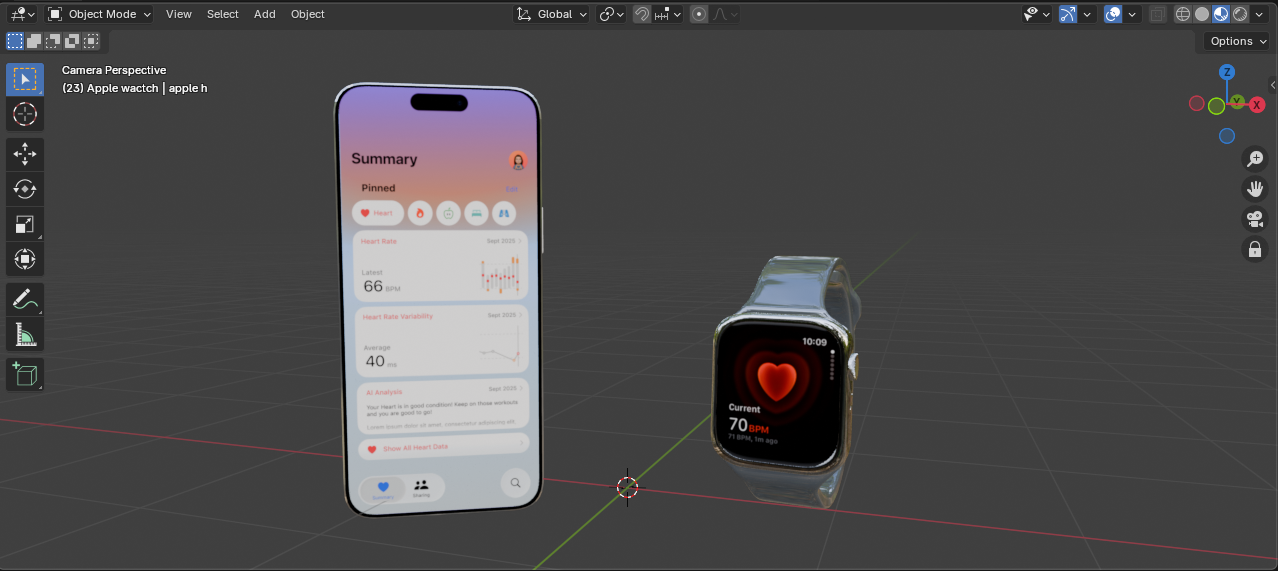 Object Mode View Select Add Object Global
Options
Camera Perspective
(23) Apple wactch | apple h
Z
Y
X
Summary
Pinned
Edit
Heart
Heart Rate Sept 2025
Latest
66 BPM
Heart Rate Variability Sept 2025
Average
40 ms
AI Analysis Sept 2025
Your Heart is in good condition! Keep on those workouts
and you are good to go!
Lorem ipsum dolor sit amet, consectetur adipiscing elit.
Show All Heart Data
Summary
Sharing
10:09
Current
70 BPM
71 BPM, 1m ago